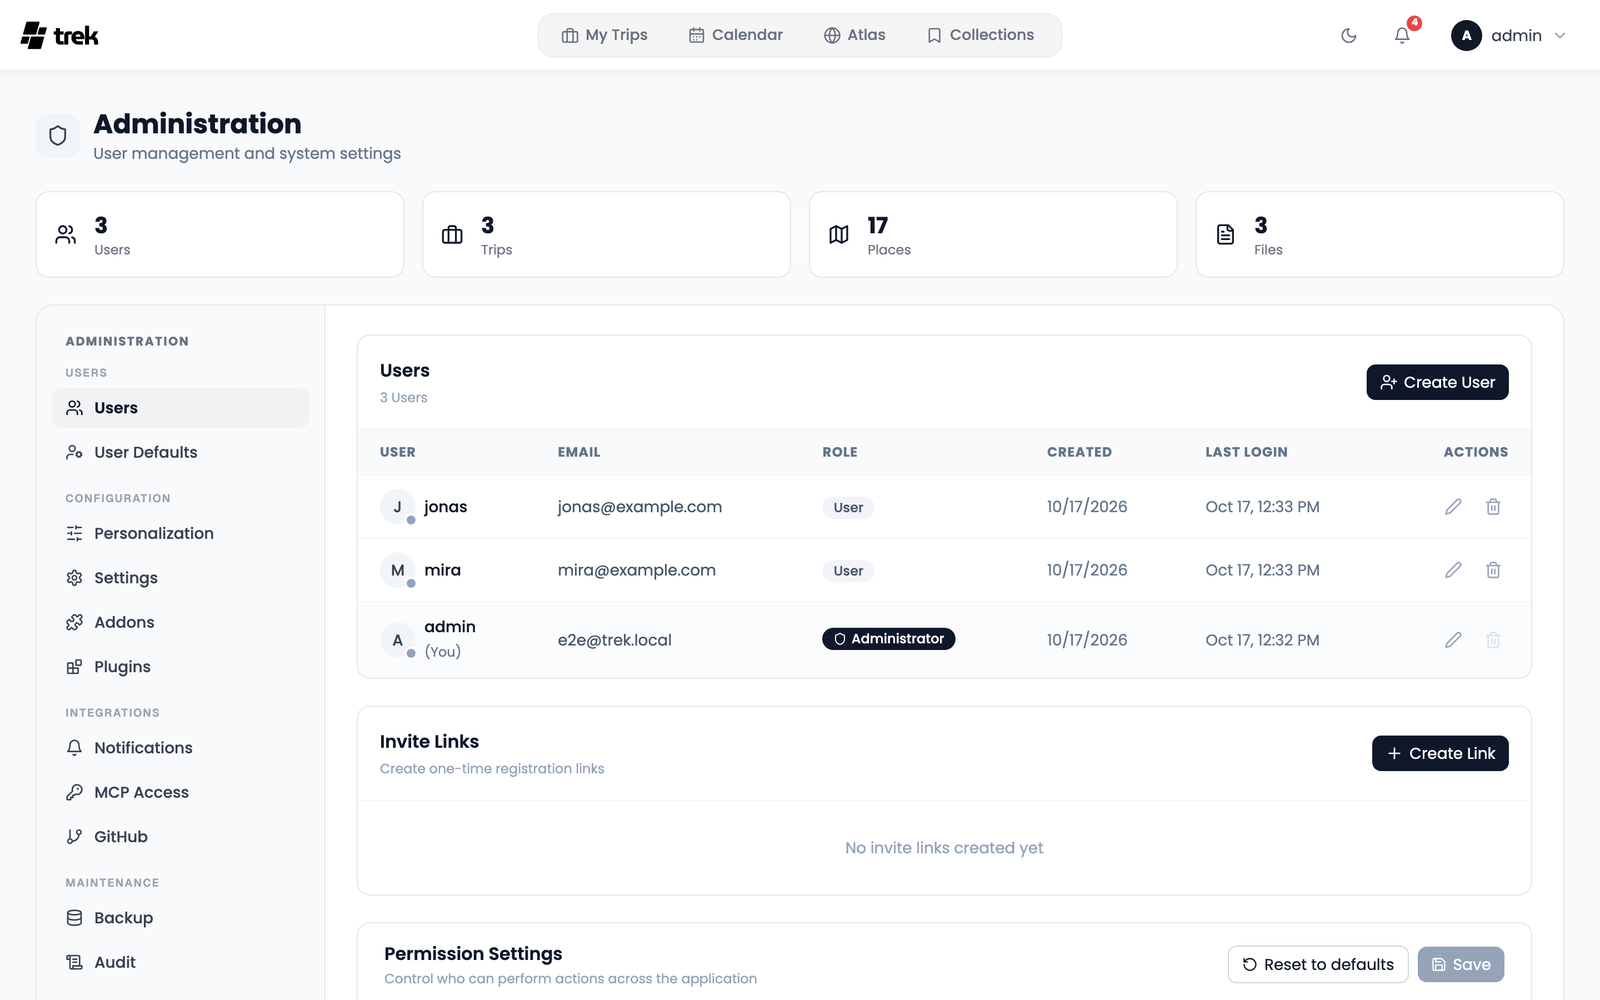 trek
My Trips
Calendar
Atlas
Collections
4
A
admin
Administration
User management and system settings
3
Users
3
Trips
17
Places
3
Files
ADMINISTRATION
USERS
Users
User Defaults
CONFIGURATION
Personalization
Settings
Addons
Plugins
INTEGRATIONS
Notifications
MCP Access
GitHub
MAINTENANCE
Backup
Audit
Users
3 Users
Create User
USER EMAIL ROLE CREATED LAST LOGIN ACTIONS
J jonas jonas@example.com User 10/17/2026 Oct 17, 12:33 PM
M mira mira@example.com User 10/17/2026 Oct 17, 12:33 PM
A admin (You) e2e@trek.local Administrator 10/17/2026 Oct 17, 12:32 PM
Invite Links
Create one-time registration links
Create Link
No invite links created yet
Permission Settings
Control who can perform actions across the application
Reset to defaults
Save